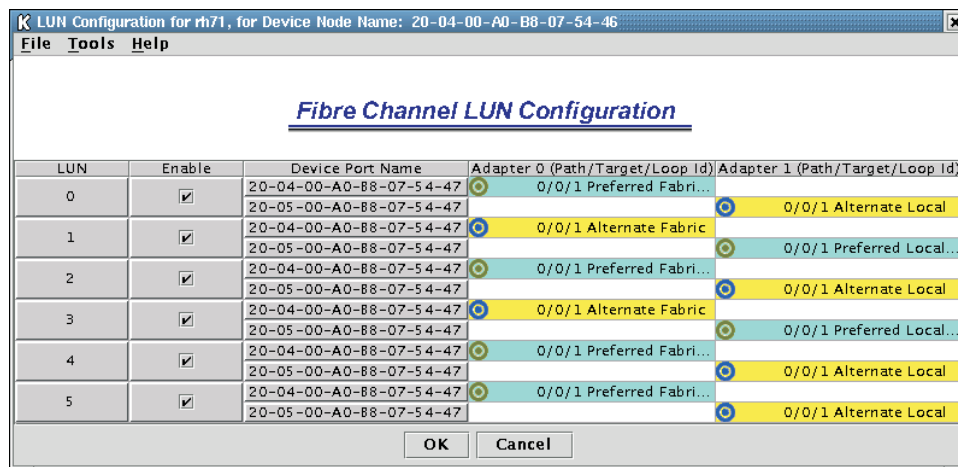 LUN Configuration for rh71, for Device Node Name: 20-04-00-A0-B8-07-54-46
File Tools Help
Fibre Channel LUN Configuration
LUN Enable Device Port Name Adapter 0 (Path/Target/Loop Id) Adapter 1 (Path/Target/Loop Id)
0 20-04-00-A0-B8-07-54-47 0/0/1 Preferred Fabri...
20-05-00-A0-B8-07-54-47 0/0/1 Alternate Local
1 20-04-00-A0-B8-07-54-47 0/0/1 Alternate Fabric
20-05-00-A0-B8-07-54-47 0/0/1 Preferred Local...
2 20-04-00-A0-B8-07-54-47 0/0/1 Preferred Fabri...
20-05-00-A0-B8-07-54-47 0/0/1 Alternate Local
3 20-04-00-A0-B8-07-54-47 0/0/1 Alternate Fabric
20-05-00-A0-B8-07-54-47 0/0/1 Preferred Local...
4 20-04-00-A0-B8-07-54-47 0/0/1 Preferred Fabri...
20-05-00-A0-B8-07-54-47 0/0/1 Alternate Local
5 20-04-00-A0-B8-07-54-47 0/0/1 Preferred Fabri...
20-05-00-A0-B8-07-54-47 0/0/1 Alternate Local
OK Cancel